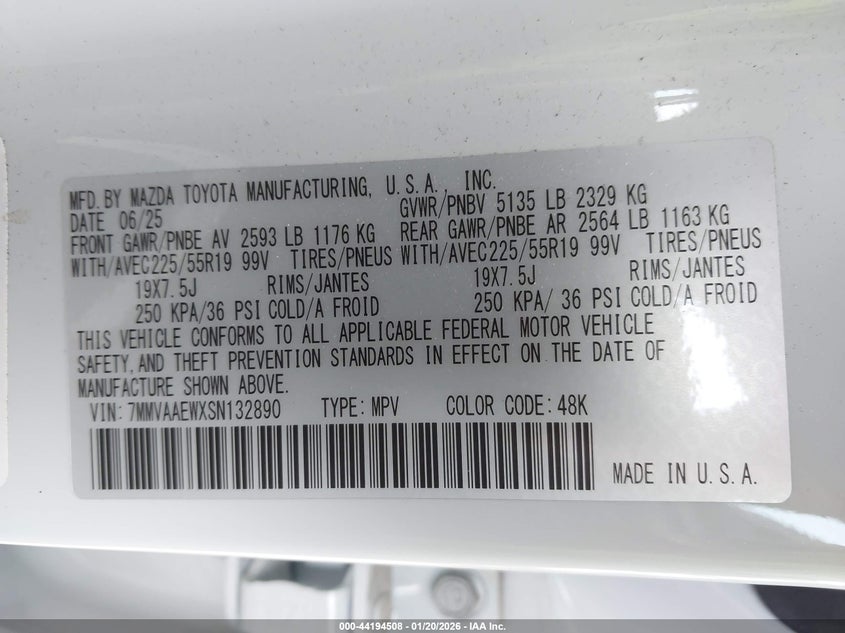 MFD. BY MAZDA TOYOTA MANUFACTURING, U.S.A., INC.
DATE 06/25 GVWR/PNBV 5135 LB 2329 KG
FRONT GAWR/PNBE AV 2593 LB 1176 KG REAR GAWR/PNBE AR 2564 LB 1163 KG
WITH/AVEC225/55R19 99V TIRES/PNEUS WITH/AVEC225/55R19 99V TIRES/PNEUS
19X7.5J RIMS/JANTES 19X7.5J RIMS/JANTES
250 KPA/36 PSI COLD/A FROID 250 KPA/ 36 PSI COLD/A FROID
THIS VEHICLE CONFORMS TO ALL APPLICABLE FEDERAL MOTOR VEHICLE
SAFETY, AND THEFT PREVENTION STANDARDS IN EFFECT ON THE DATE OF
MANUFACTURE SHOWN ABOVE.
VIN: 7MMVAAEWXSN132890 TYPE: MPV COLOR CODE: 48K
MADE IN U.S.A.
000-44194508 - 01/20/2026 - IAA Inc.